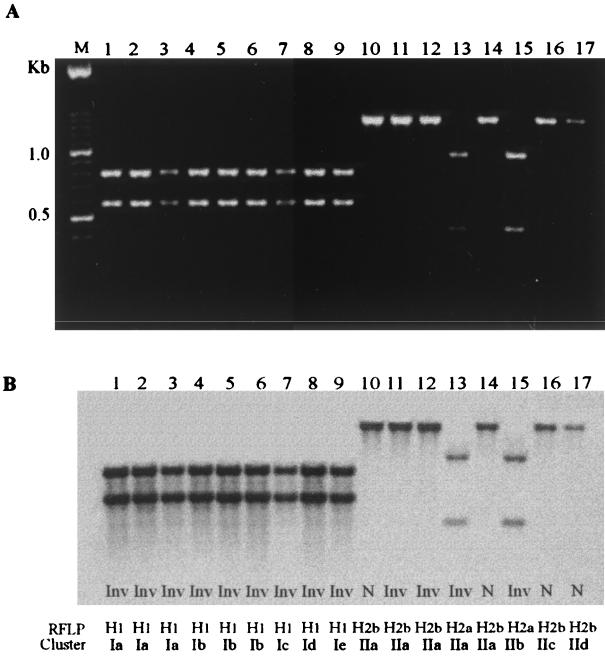 A
M 1 2 3 4 5 6 7 8 9 10 11 12 13 14 15 16 17
Kb
1.0
0.5
B
1 2 3 4 5 6 7 8 9 10 11 12 13 14 15 16 17
Inv Inv Inv Inv Inv Inv Inv Inv Inv N Inv Inv Inv N Inv N N
RFLP H1 H1 H1 H1 H1 H1 H1 H1 H1 H2b H2b H2b H2a H2b H2a H2b H2b
Cluster Ia Ia Ia Ib Ib Ib Ic Id Ie IIa IIa IIa IIa IIa IIb IIc IId